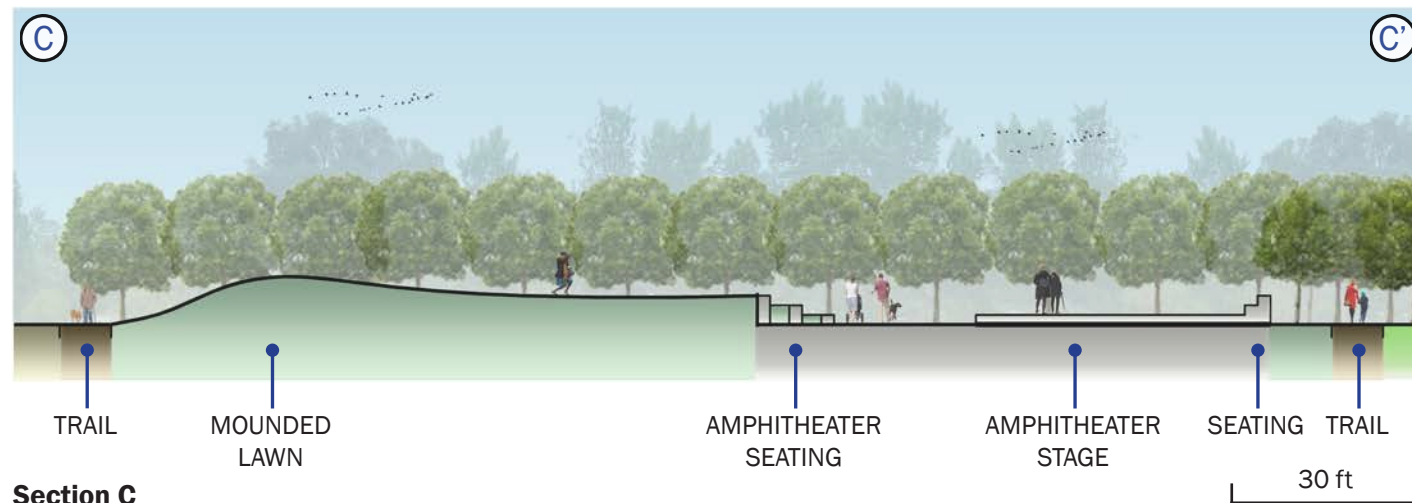 C
C'
TRAIL
MOUNDED
LAWN
AMPHITHEATER
SEATING
AMPHITHEATER
STAGE
SEATING
TRAIL
30 ft
Section C